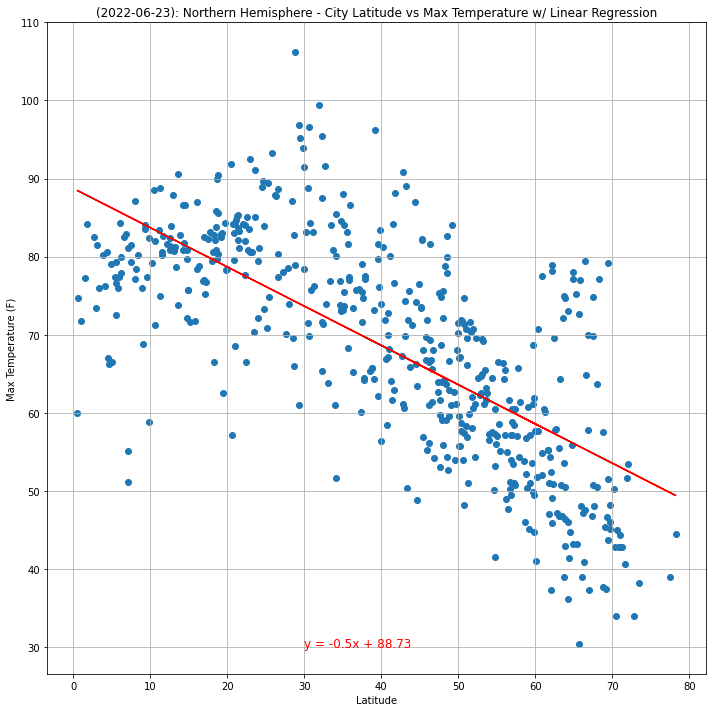 (2022-06-23): Northern Hemisphere - City Latitude vs Max Temperature w/ Linear Regression
110
100
90
80
70
60
50
40
30
Max Temperature (F)
y = -0.5x + 88.73
0 10 20 30 40 50 60 70 80
Latitude